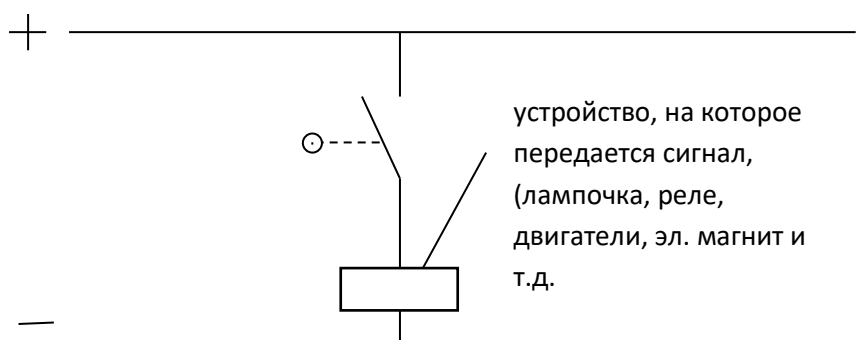 +
устройство, на которое
передается сигнал,
(лампочка, реле,
двигатели, эл. магнит и
т.д.
—